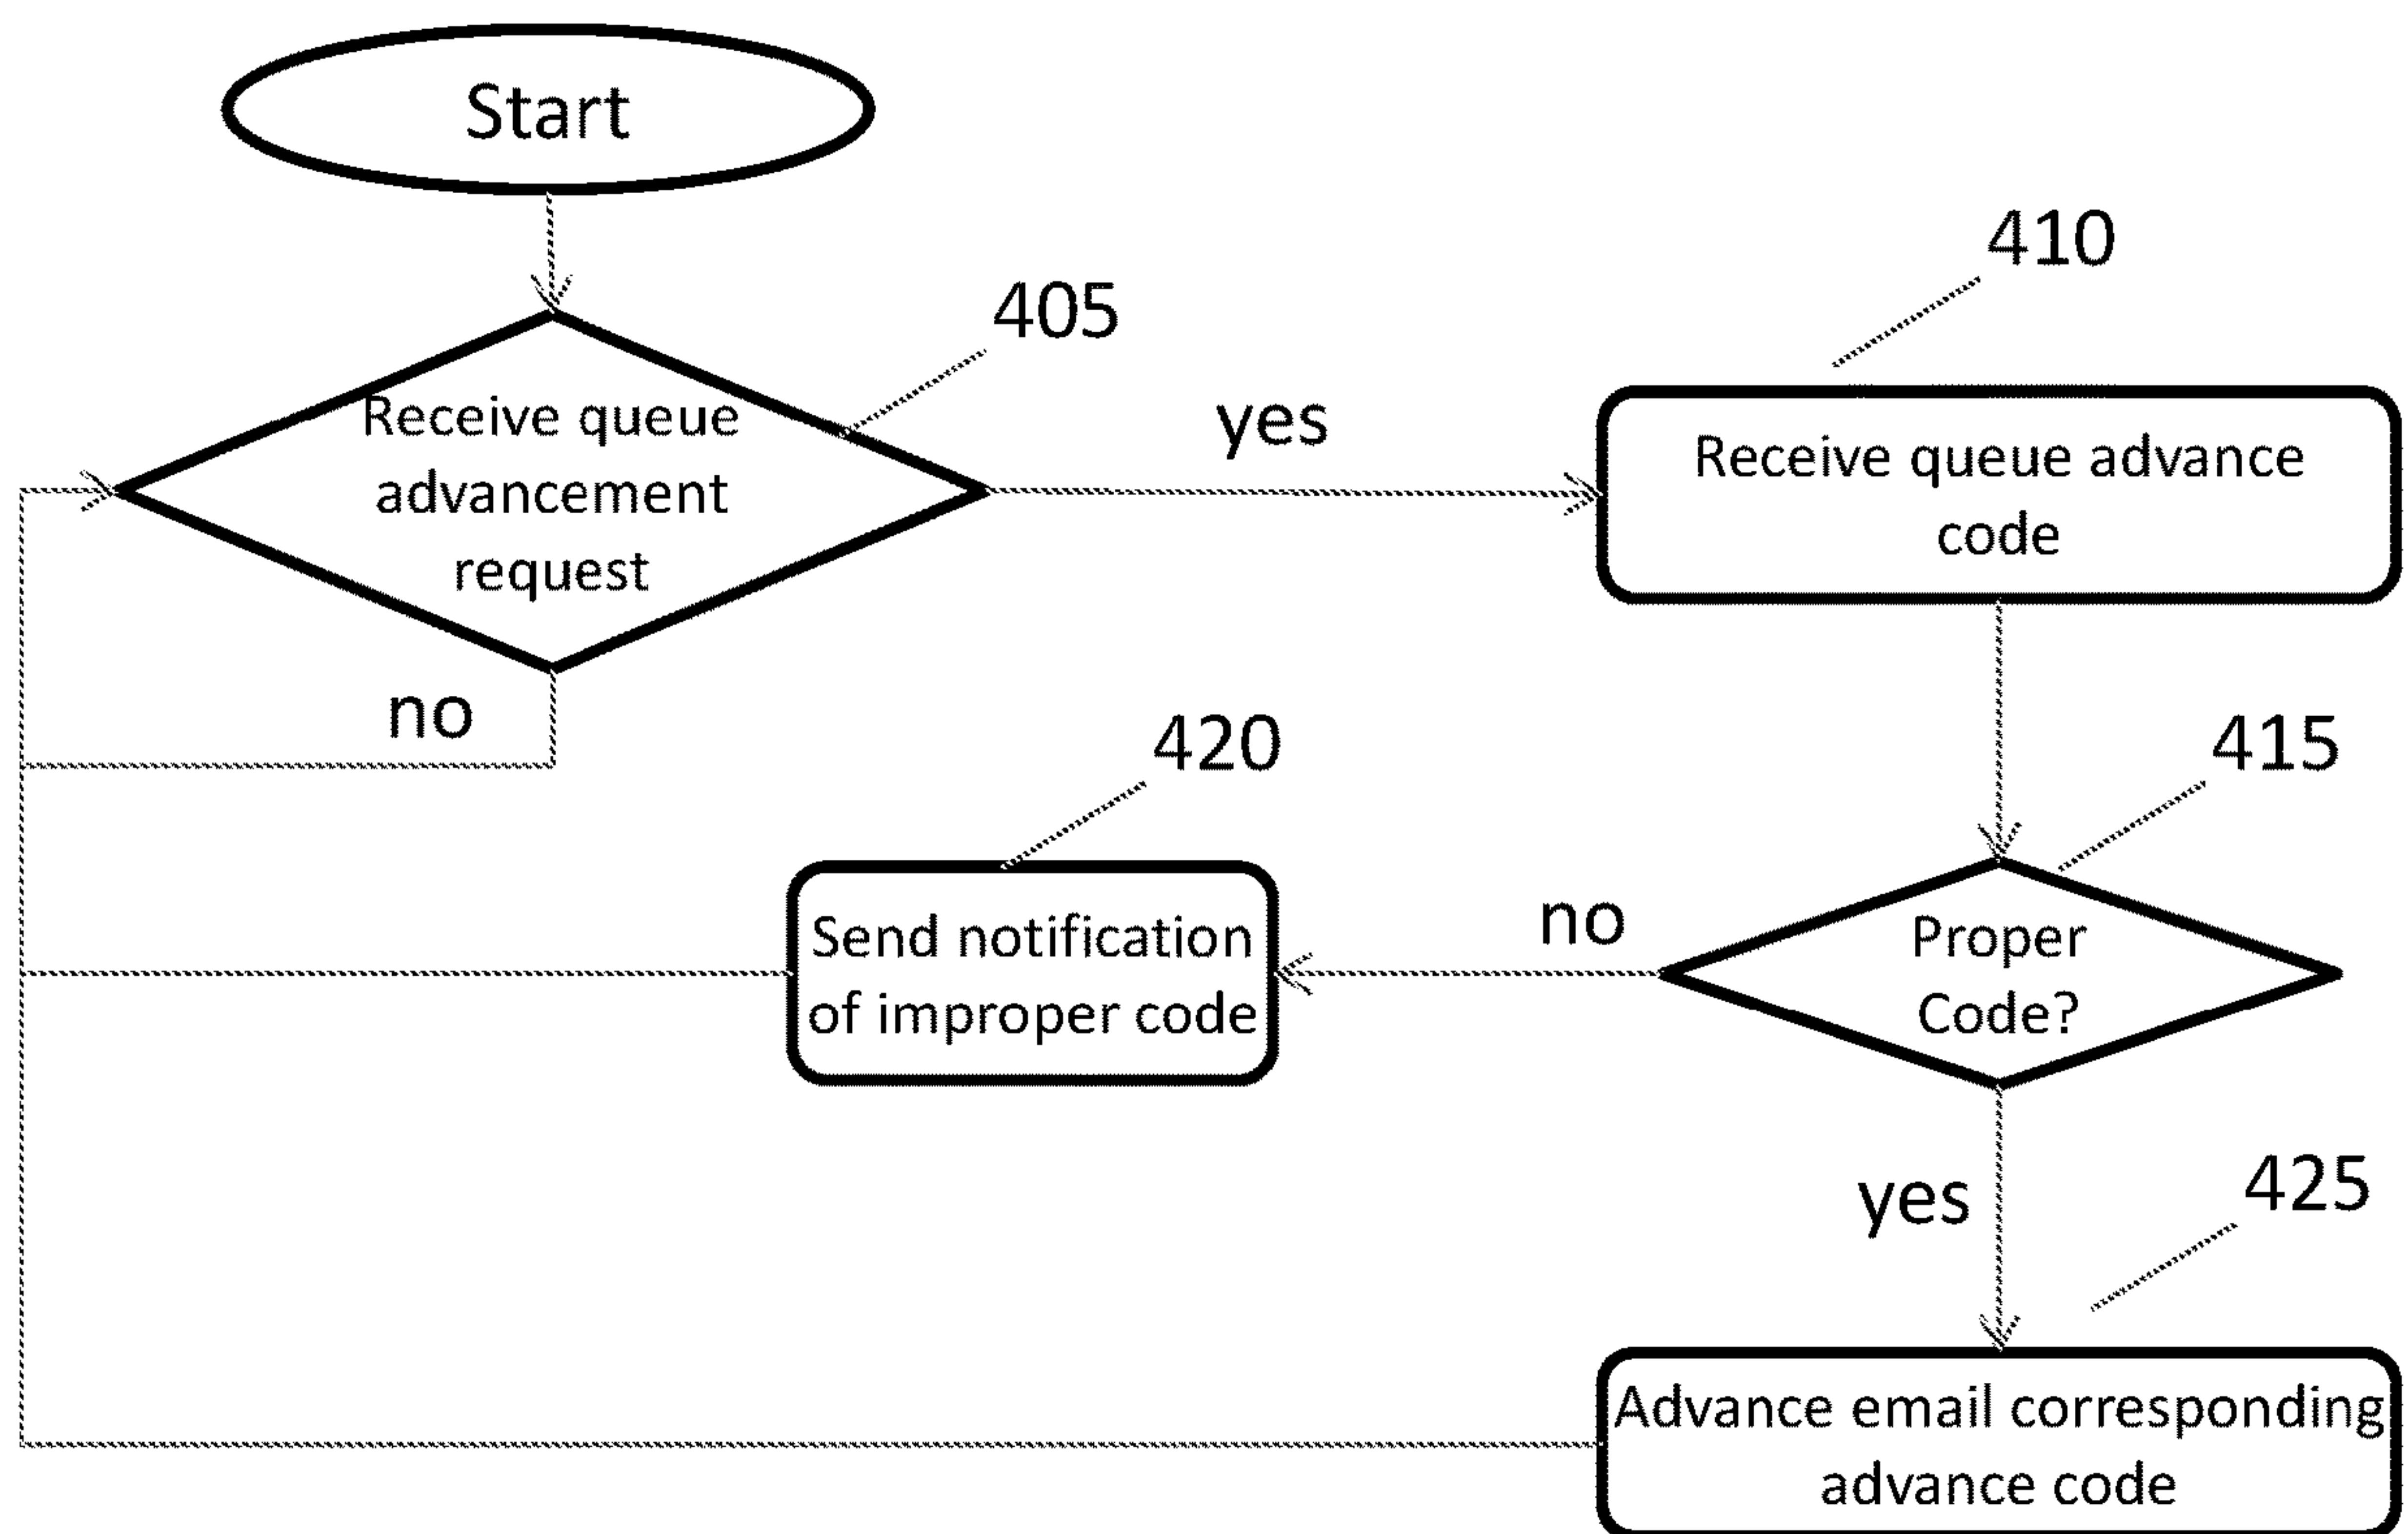 Start
405
410
Receive queue
advancement
request
yes
Receive queue advance
code
no
420
415
Send notification
of improper code
no
Proper
Code?
yes
425
Advance email corresponding
advance code